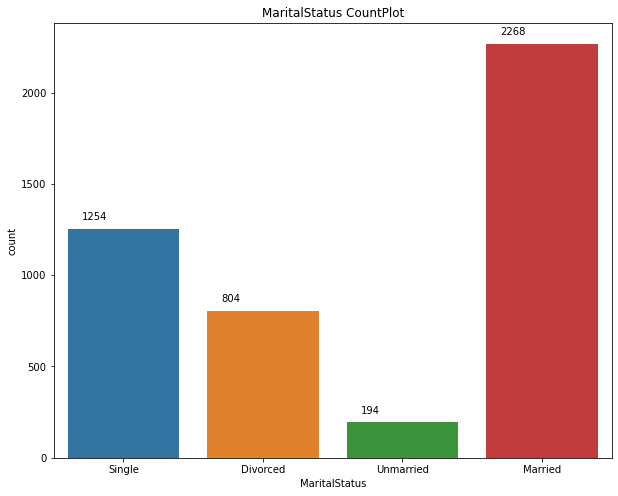 MaritalStatus CountPlot
2268
2000
1500
1254
1000
804
500
194
0
count
Single
Divorced
Unmarried
Married
MaritalStatus